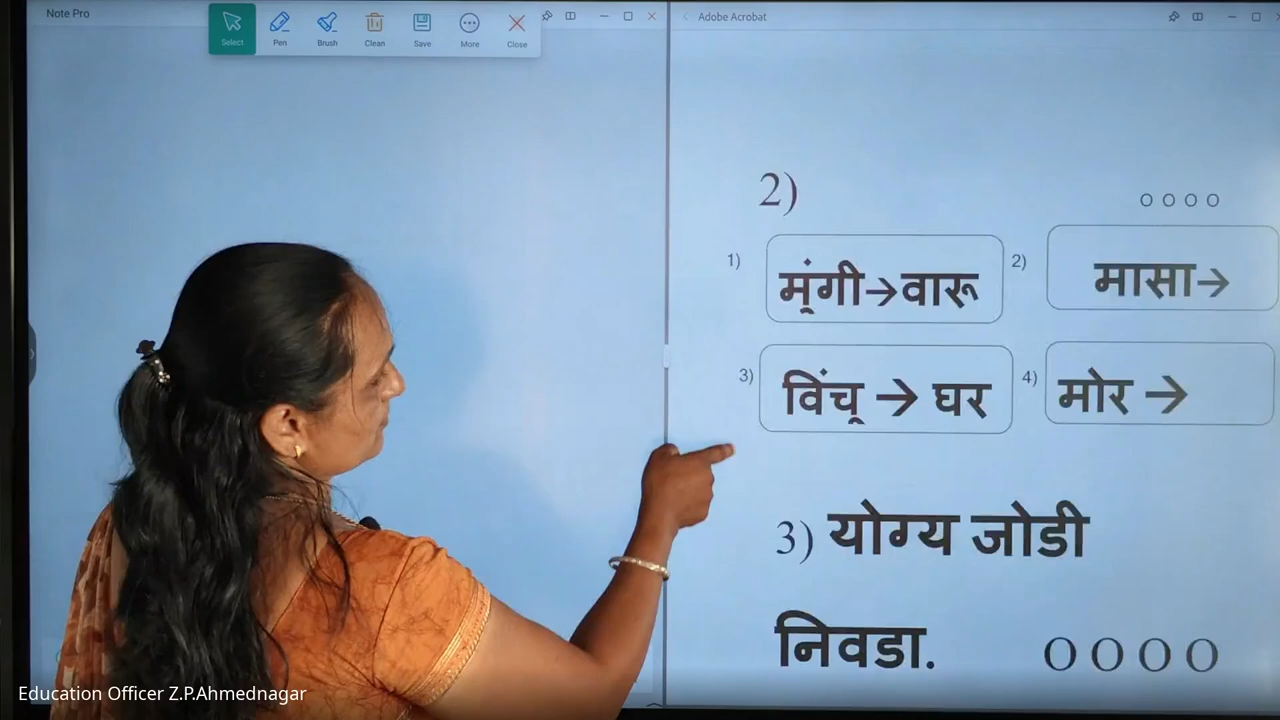 Note Pro
Select Pen Brush Clean Save More Close
Adobe Acrobat
2)
O O O O
1) मुंगी→वारू 2) मासा→
3) विंचू → घर 4) मोर →
3) योग्य जोडी
निवडा. O O O O
Education Officer Z.P.Ahmednagar